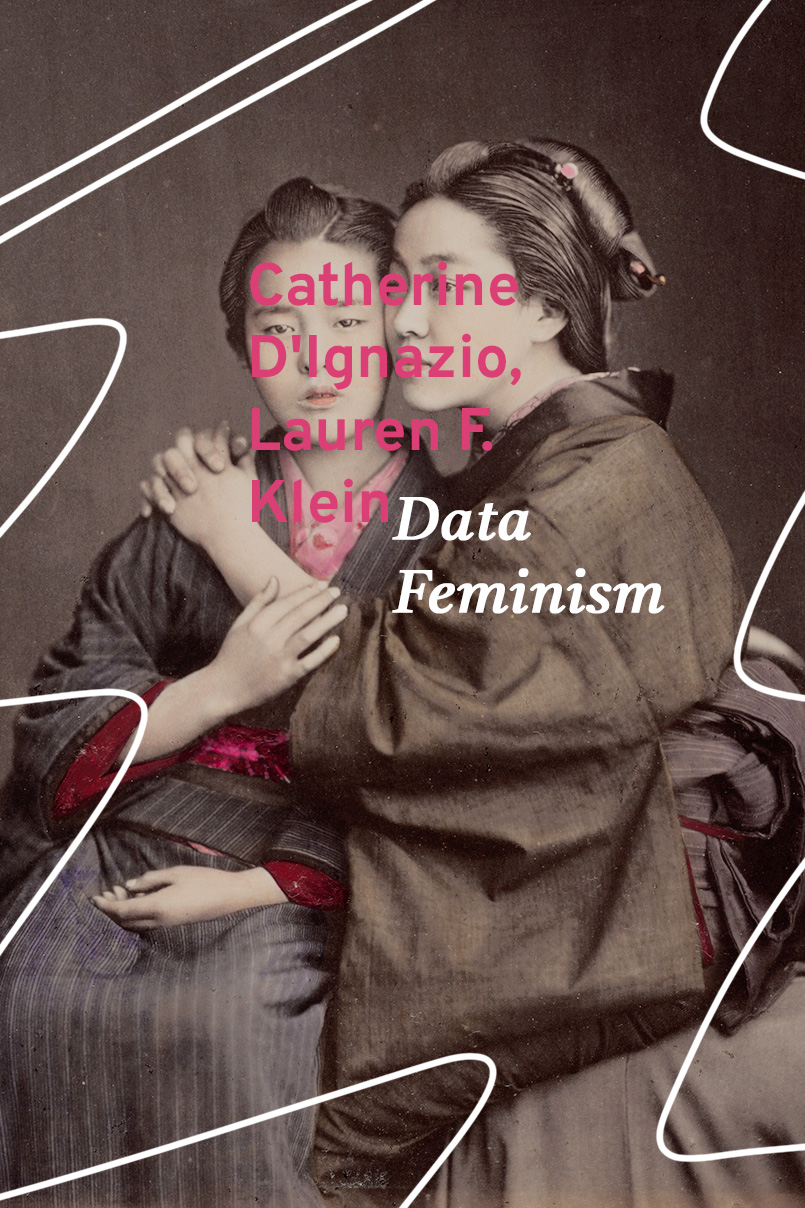 Catherine
D'Ignazio,
Lauren F.
Klein
Data
Feminism